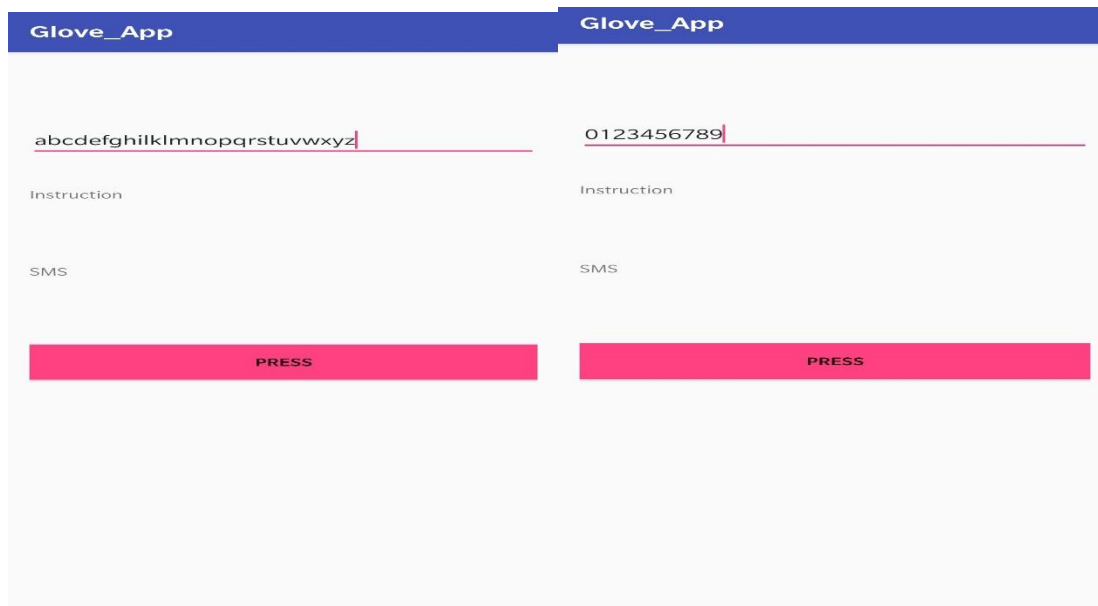 Glove_App
abcdefghilklmnopqrstuvwxyz
Instruction
SMS
PRESS
Glove_App
0123456789
Instruction
SMS
PRESS